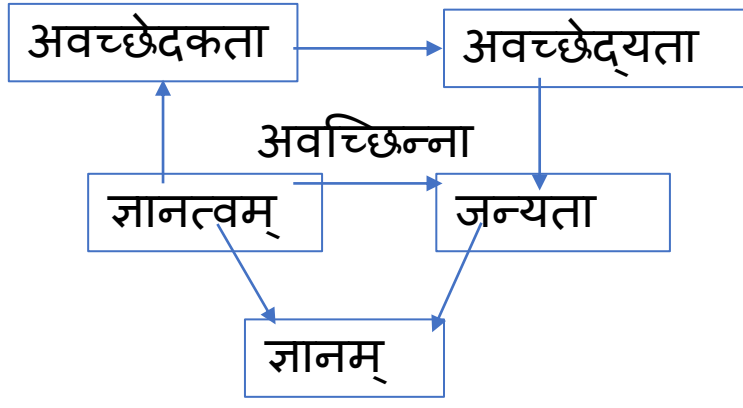 अवच्छेदकता
अवच्छेद्यता
अवच्छिन्ना
ज्ञानत्वम्
जन्यता
ज्ञानम्